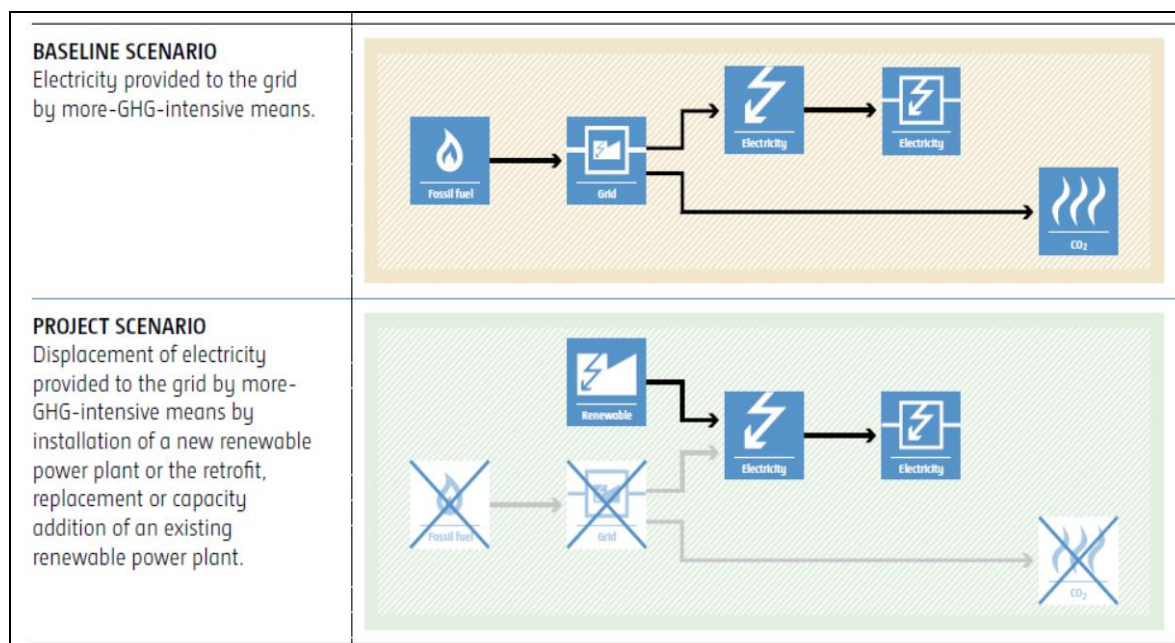 BASELINE SCENARIO
Electricity provided to the grid
by more-GHG-intensive means.
Fossil fuel
Grid
Electricity
Electricity
CO₂
PROJECT SCENARIO
Displacement of electricity
provided to the grid by more-
GHG-intensive means by
installation of a new renewable
power plant or the retrofit,
replacement or capacity
addition of an existing
renewable power plant.
Renewable
Electricity
Electricity
Fossil fuel
Grid
CO₂